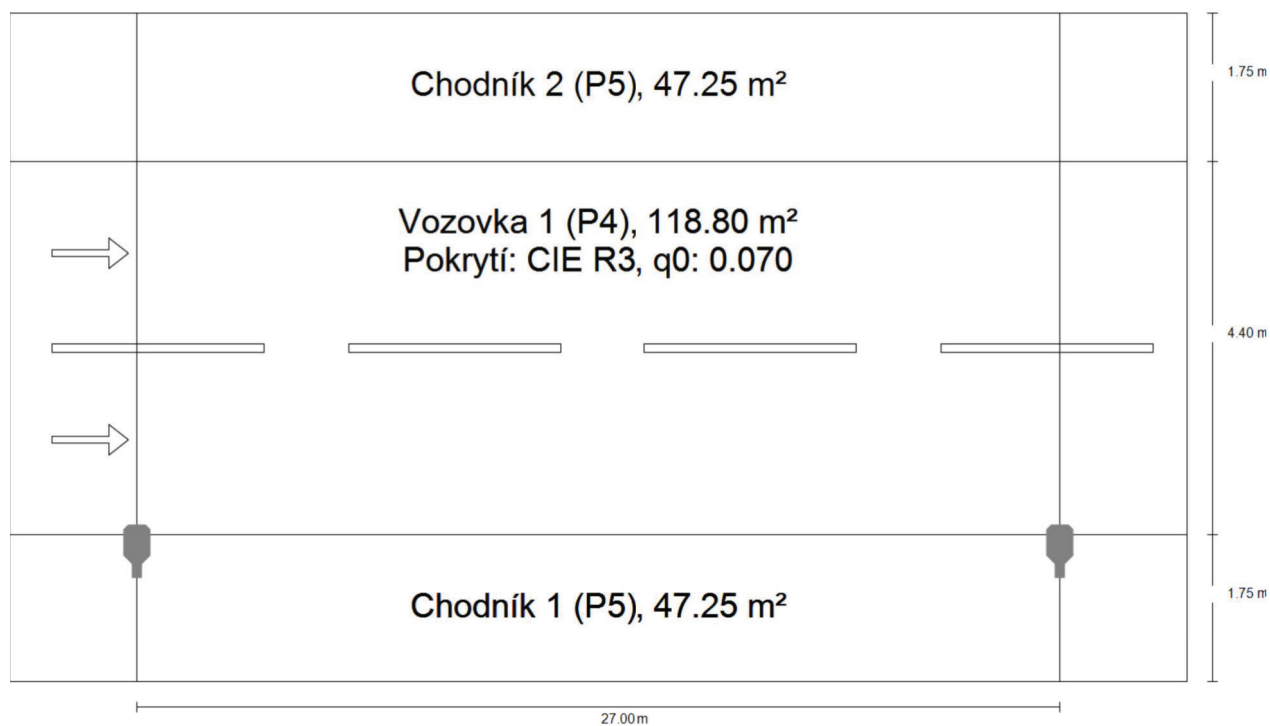 Chodník 2 (P5), 47.25 m²
1.75 m
Vozovka 1 (P4), 118.80 m²
Pokrytí: CIE R3, q0: 0.070
4.40 m
Chodník 1 (P5), 47.25 m²
1.75 m
27.00 m